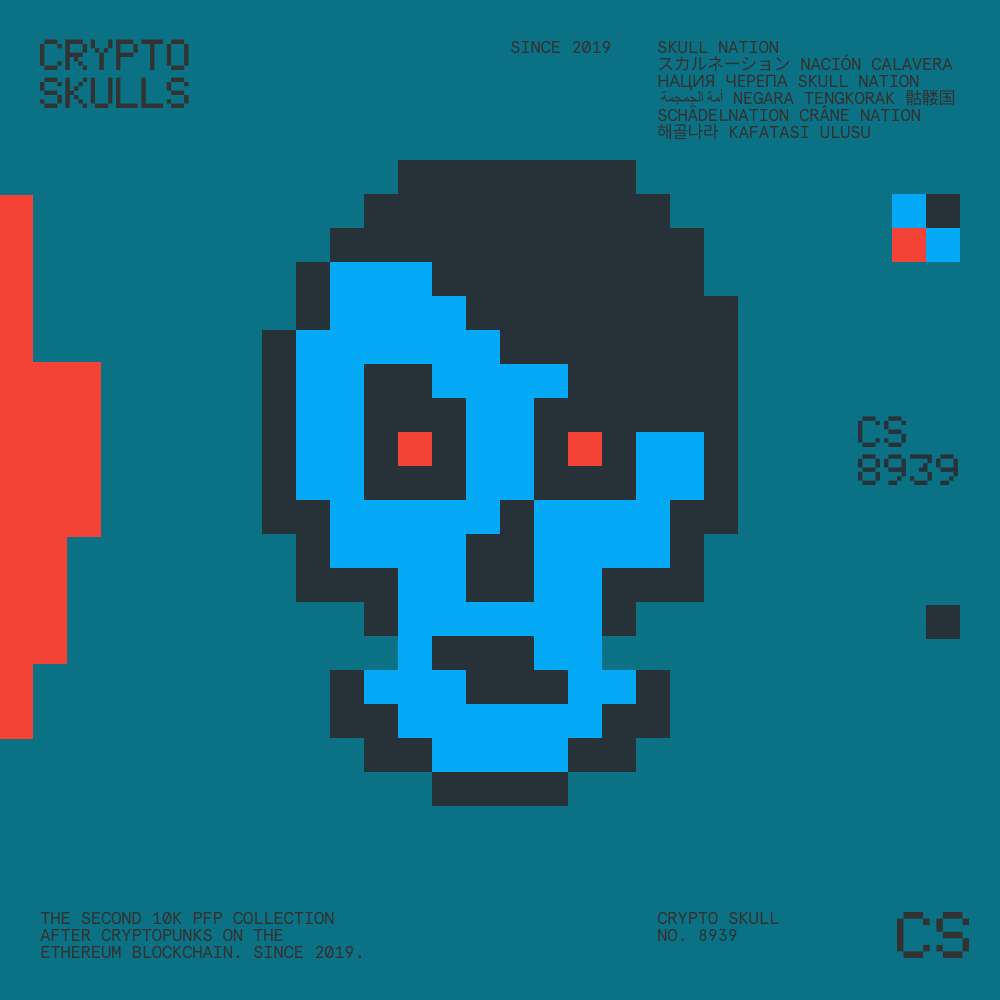 CRYPTO
SKULLS
SINCE 2019
SKULL NATION
スカルネーション NACIÓN CALAVERA
НАЦИЯ ЧЕРЕПА SKULL NATION
أمة الجمجمة NEGARA TENGKORAK 骷髅国
SCHÄDELNATION CRÂNE NATION
해골나라 KAFATASI ULUSU
CS
8939
THE SECOND 10K PFP COLLECTION
AFTER CRYPTOPUNKS ON THE
ETHEREUM BLOCKCHAIN. SINCE 2019.
CRYPTO SKULL
NO. 8939
CS